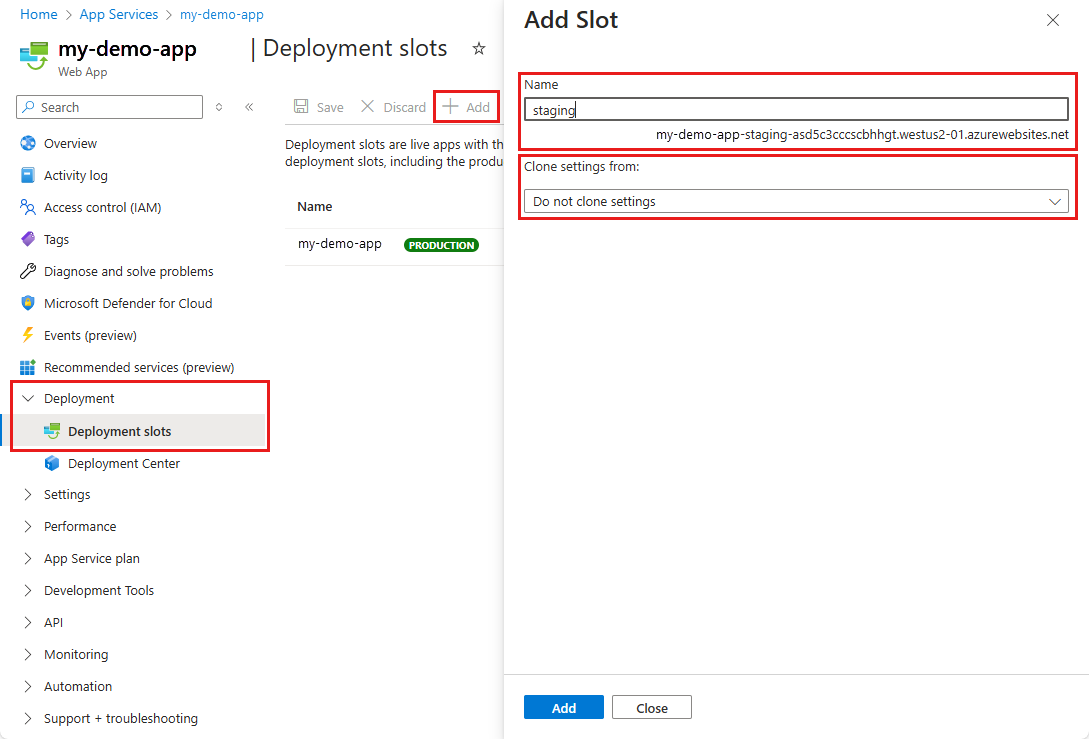 Home > App Services > my-demo-app
my-demo-app | Deployment slots
Web App
Search
Overview
Activity log
Access control (IAM)
Tags
Diagnose and solve problems
Microsoft Defender for Cloud
Events (preview)
Recommended services (preview)
Deployment
Deployment slots
Deployment Center
Settings
Performance
App Service plan
Development Tools
API
Monitoring
Automation
Support + troubleshooting
Save Discard Add
Deployment slots are live apps with th
deployment slots, including the produ
Name
my-demo-app PRODUCTION
Add Slot
Name
staging
my-demo-app-staging-asd5c3cccscbhhgt.westus2-01.azurewebsites.net
Clone settings from:
Do not clone settings
Add Close